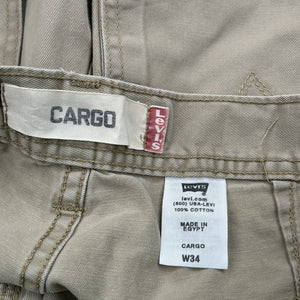 CARGO
Levi's
Levi's
levi.com
(800) USA-LEVI
100% COTTON
MADE IN
EGYPT
CARGO
W34